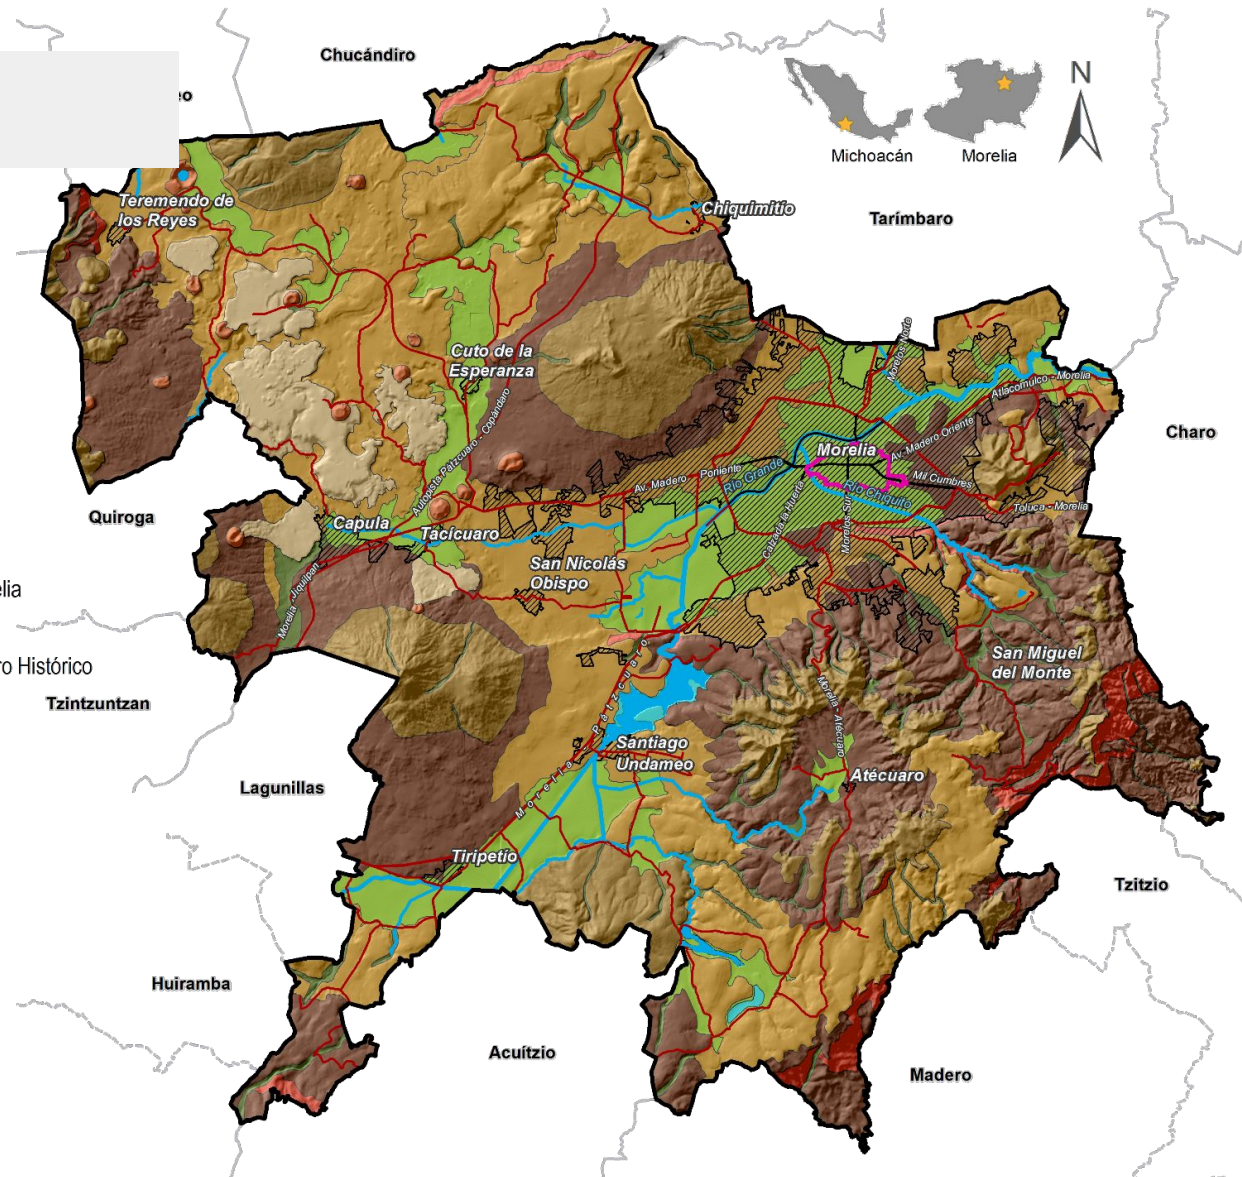 Chucándiro
eo
N
Michoacán
Morelia
Teremendo de
los Reyes
Chiquimitío
Tarímbaro
Cuto de la
Esperanza
Morelos Norte
Atlacomulco - Morelia
Autopista Pátzcuaro - Copándaro
Charo
Av. Madero Oriente
Morelia
Av. Madero Poniente
Río Grande
Mil Cumbres
Río Chiquito
Quiroga
Capula
Tacícuaro
Toluca - Morelia
Calzada la Huerta
Morelos Sur
San Nicolás
Obispo
Morelia - Jiquilpan
elia
ro Histórico
San Miguel
del Monte
Tzintzuntzan
Morelia - Pátzcuaro
Morelia - Atécuaro
Santiago
Undameo
Atécuaro
Lagunillas
Tiripetío
Tzitzio
Huiramba
Acuítzio
Madero